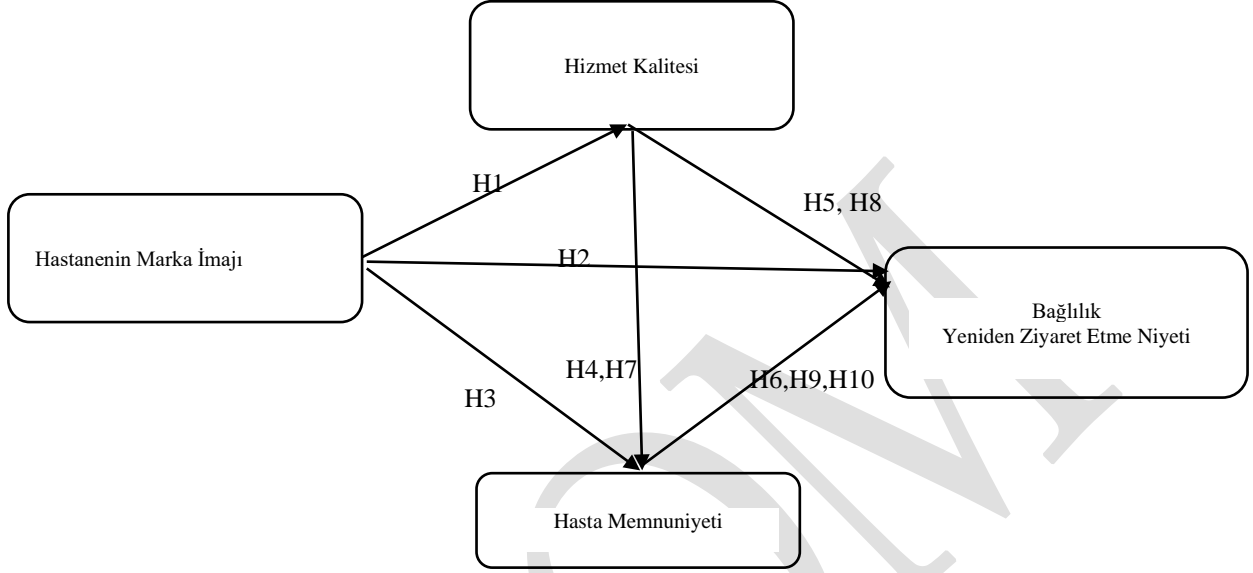 Hizmet Kalitesi
H1
H5, H8
Hastanenin Marka İmajı
H2
Bağlılık
Yeniden Ziyaret Etme Niyeti
H4,H7
H6,H9,H10
H3
Hasta Memnuniyeti